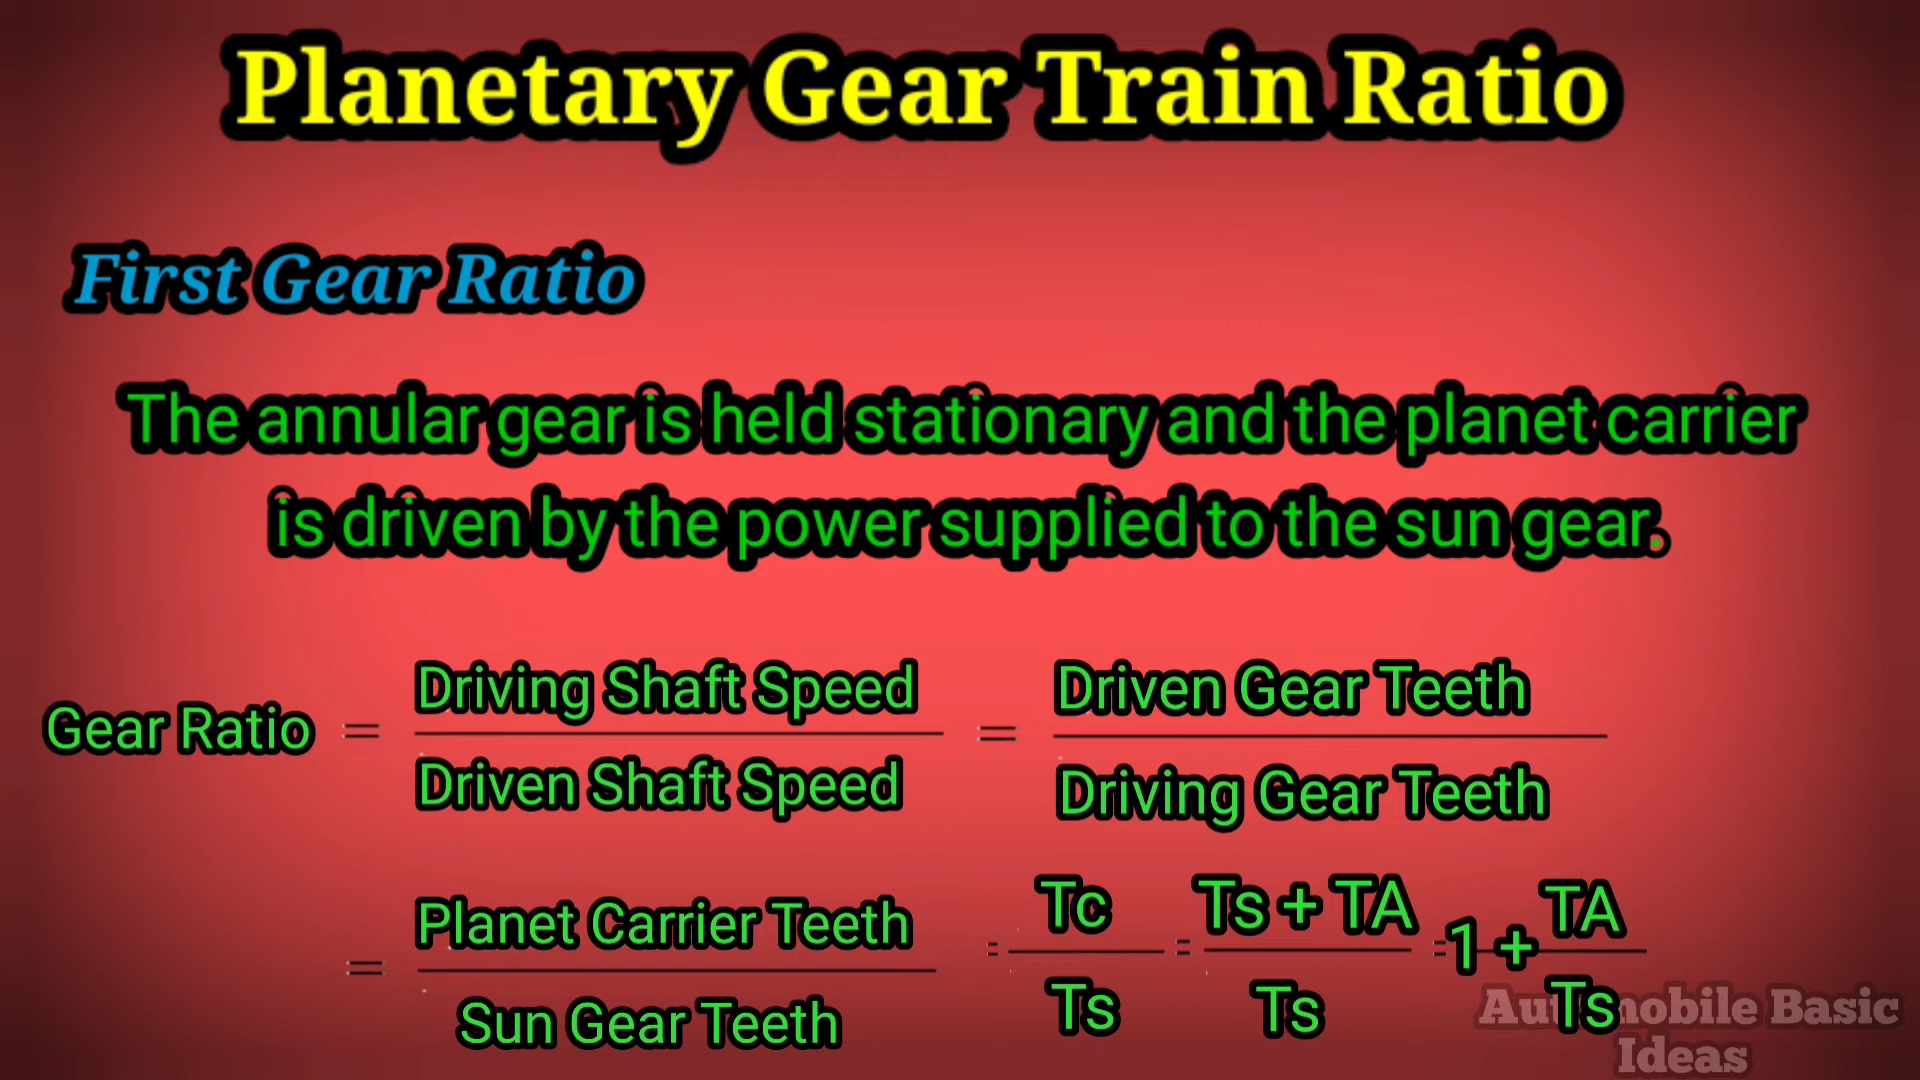 Planetary Gear Train Ratio
First Gear Ratio
The annular gear is held stationary and the planet carrier
is driven by the power supplied to the sun gear.
Gear Ratio = Driving Shaft Speed / Driven Shaft Speed = Driven Gear Teeth / Driving Gear Teeth
= Planet Carrier Teeth / Sun Gear Teeth = Tc / Ts = Ts + TA / Ts = 1 + TA / Ts
Automobile Basic
Ideas